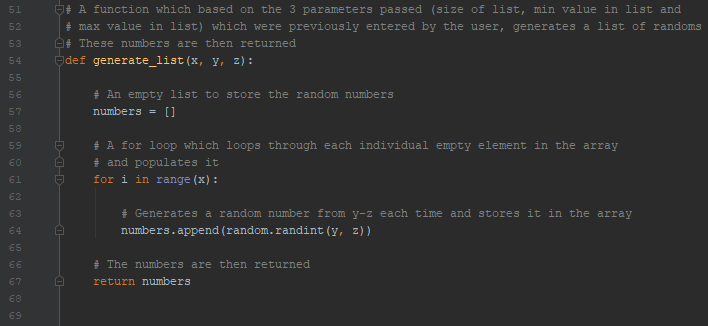 51 # A function which based on the 3 parameters passed (size of list, min value in list and
52 # max value in list) which were previously entered by the user, generates a list of randoms
53 # These numbers are then returned
54 def generate_list(x, y, z):
55
56 # An empty list to store the random numbers
57 numbers = []
58
59 # A for loop which loops through each individual empty element in the array
60 # and populates it
61 for i in range(x):
62
63 # Generates a random number from y-z each time and stores it in the array
64 numbers.append(random.randint(y, z))
65
66 # The numbers are then returned
67 return numbers
68
69